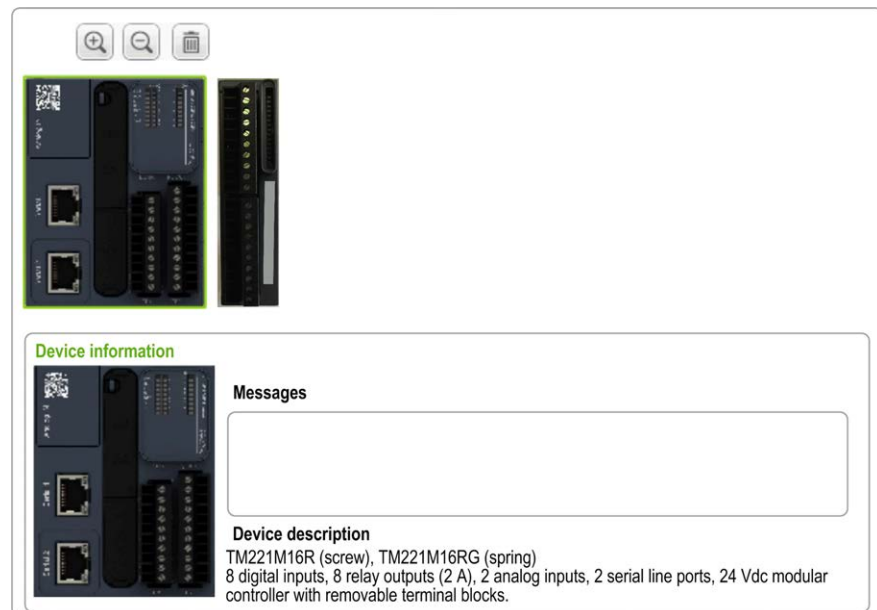 Device information
Messages
Device description
TM221M16R (screw), TM221M16RG (spring)
8 digital inputs, 8 relay outputs (2 A), 2 analog inputs, 2 serial line ports, 24 Vdc modular
controller with removable terminal blocks.